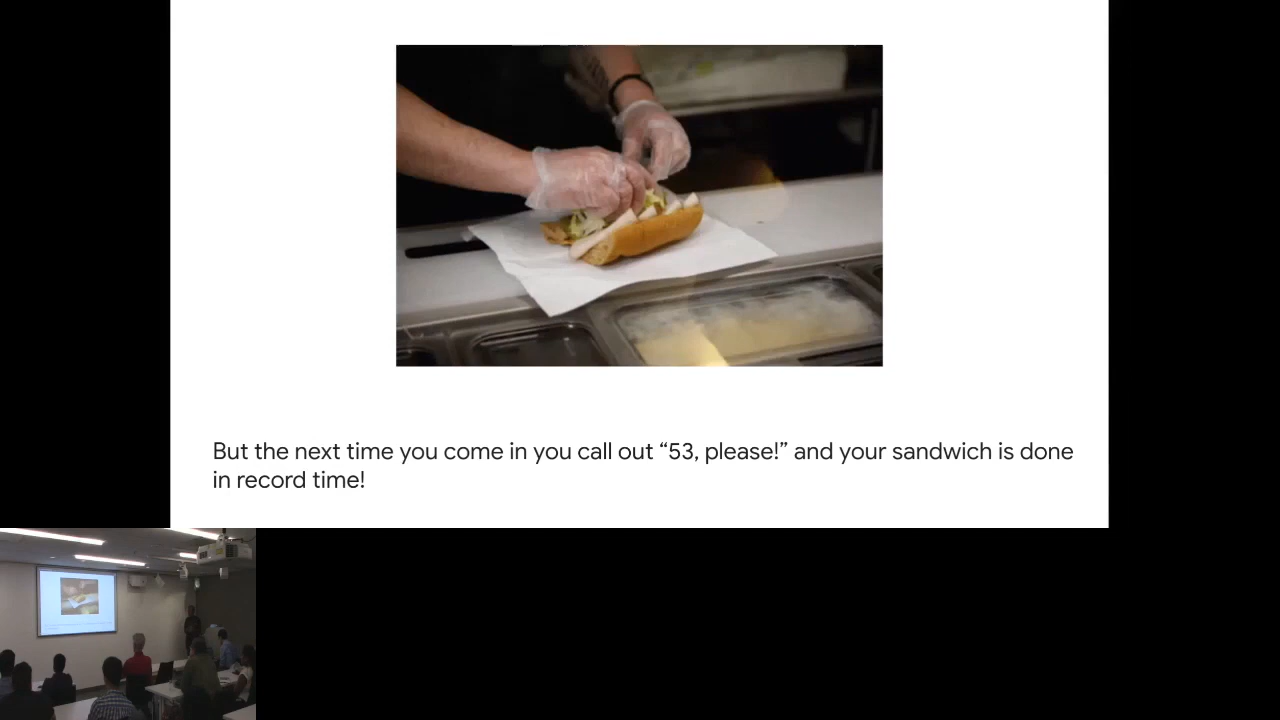 But the next time you come in you call out “53, please!” and your sandwich is done
in record time!